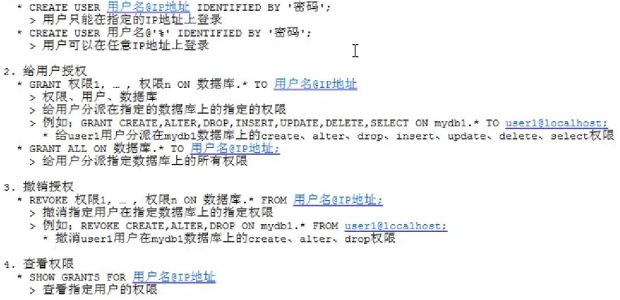 * CREATE USER 用户名@IP地址 IDENTIFIED BY '密码';
> 用户只能在指定的IP地址上登录
* CREATE USER 用户名@'%' IDENTIFIED BY '密码';
> 用户可以在任意IP地址上登录
2. 给用户授权
* GRANT 权限1, … , 权限n ON 数据库.* TO 用户名@IP地址
> 权限、用户、数据库
> 给用户分派在指定的数据库上的指定的权限
> 例如; GRANT CREATE,ALTER,DROP,INSERT,UPDATE,DELETE,SELECT ON mydb1.* TO user1@localhost;
* 给user1用户分派在mydb1数据库上的create、alter、drop、insert、update、delete、select权限
* GRANT ALL ON 数据库.* TO 用户名@IP地址;
> 给用户分派指定数据库上的所有权限
3. 撤销授权
* REVOKE 权限1, … , 权限n ON 数据库.* FROM 用户名@IP地址;
> 撤消指定用户在指定数据库上的指定权限
> 例如; REVOKE CREATE,ALTER,DROP ON mydb1.* FROM user1@localhost;
* 撤消user1用户在mydb1数据库上的create、alter、drop权限
4. 查看权限
* SHOW GRANTS FOR 用户名@IP地址
> 查看指定用户的权限